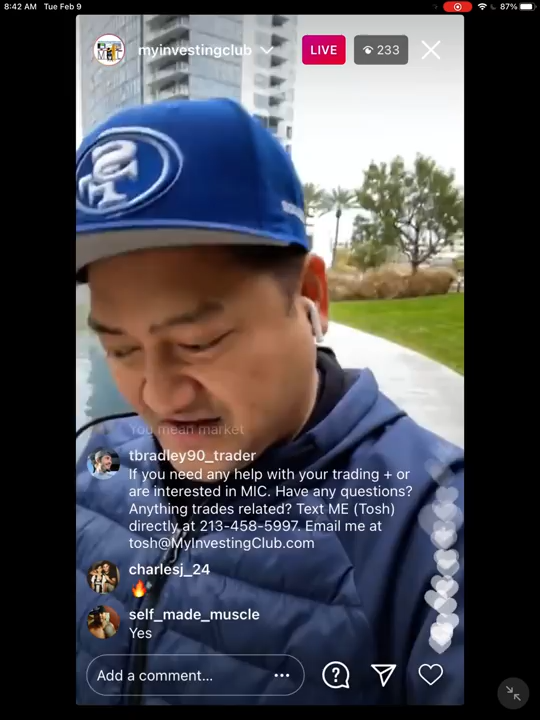 8:42 AM Tue Feb 9
87%
myinvestingclub
LIVE
233
SF
You mean market
tbradley90_trader
If you need any help with your trading + or
are interested in MIC. Have any questions?
Anything trades related? Text ME (Tosh)
directly at 213-458-5997. Email me at
tosh@MyInvestingClub.com
charlesj_24
🔥
self_made_muscle
Yes
Add a comment...